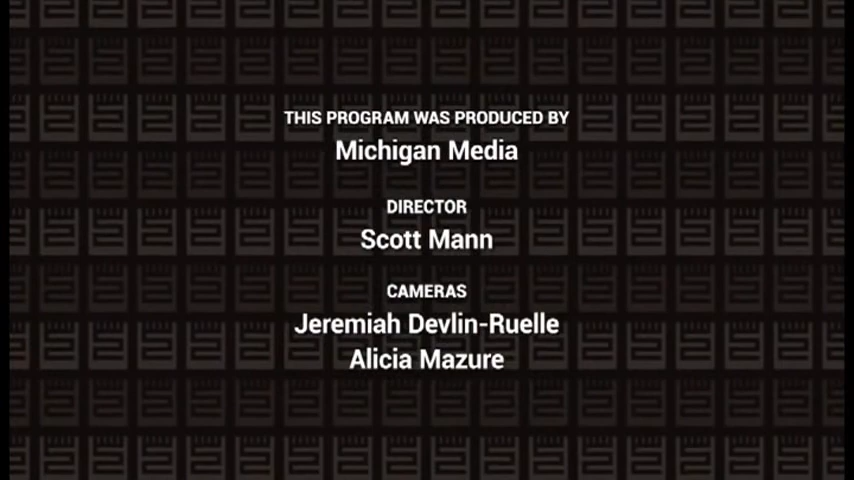 THIS PROGRAM WAS PRODUCED BY
Michigan Media
DIRECTOR
Scott Mann
CAMERAS
Jeremiah Devlin-Ruelle
Alicia Mazure